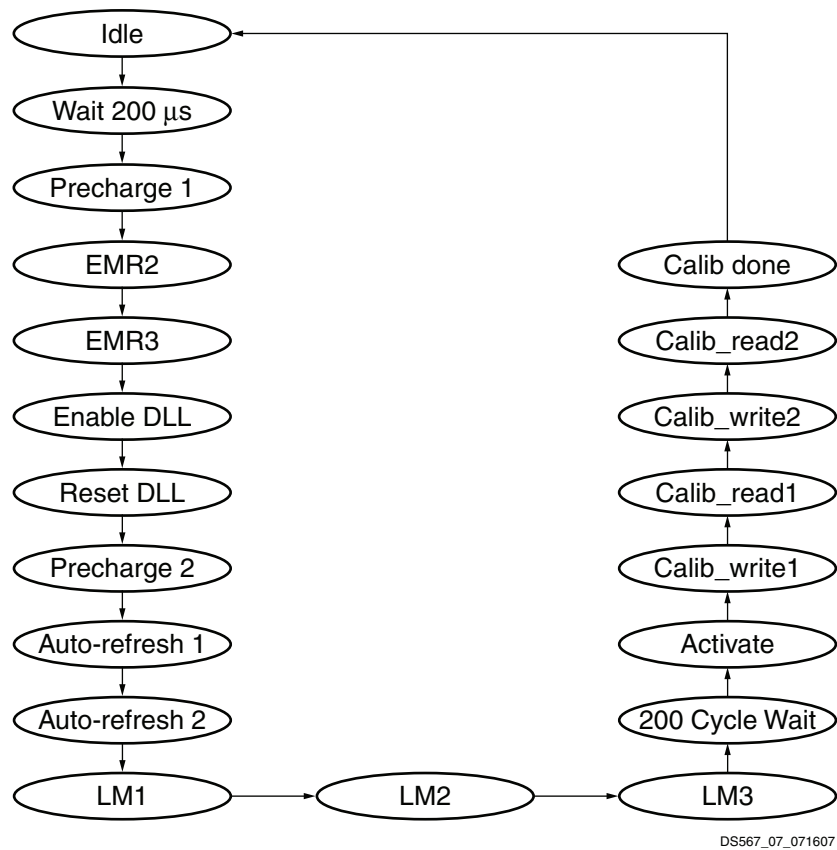 Idle
Wait 200 μs
Precharge 1
EMR2
EMR3
Enable DLL
Reset DLL
Precharge 2
Auto-refresh 1
Auto-refresh 2
LM1
LM2
LM3
200 Cycle Wait
Activate
Calib_write1
Calib_read1
Calib_write2
Calib_read2
Calib done
DS567_07_071607